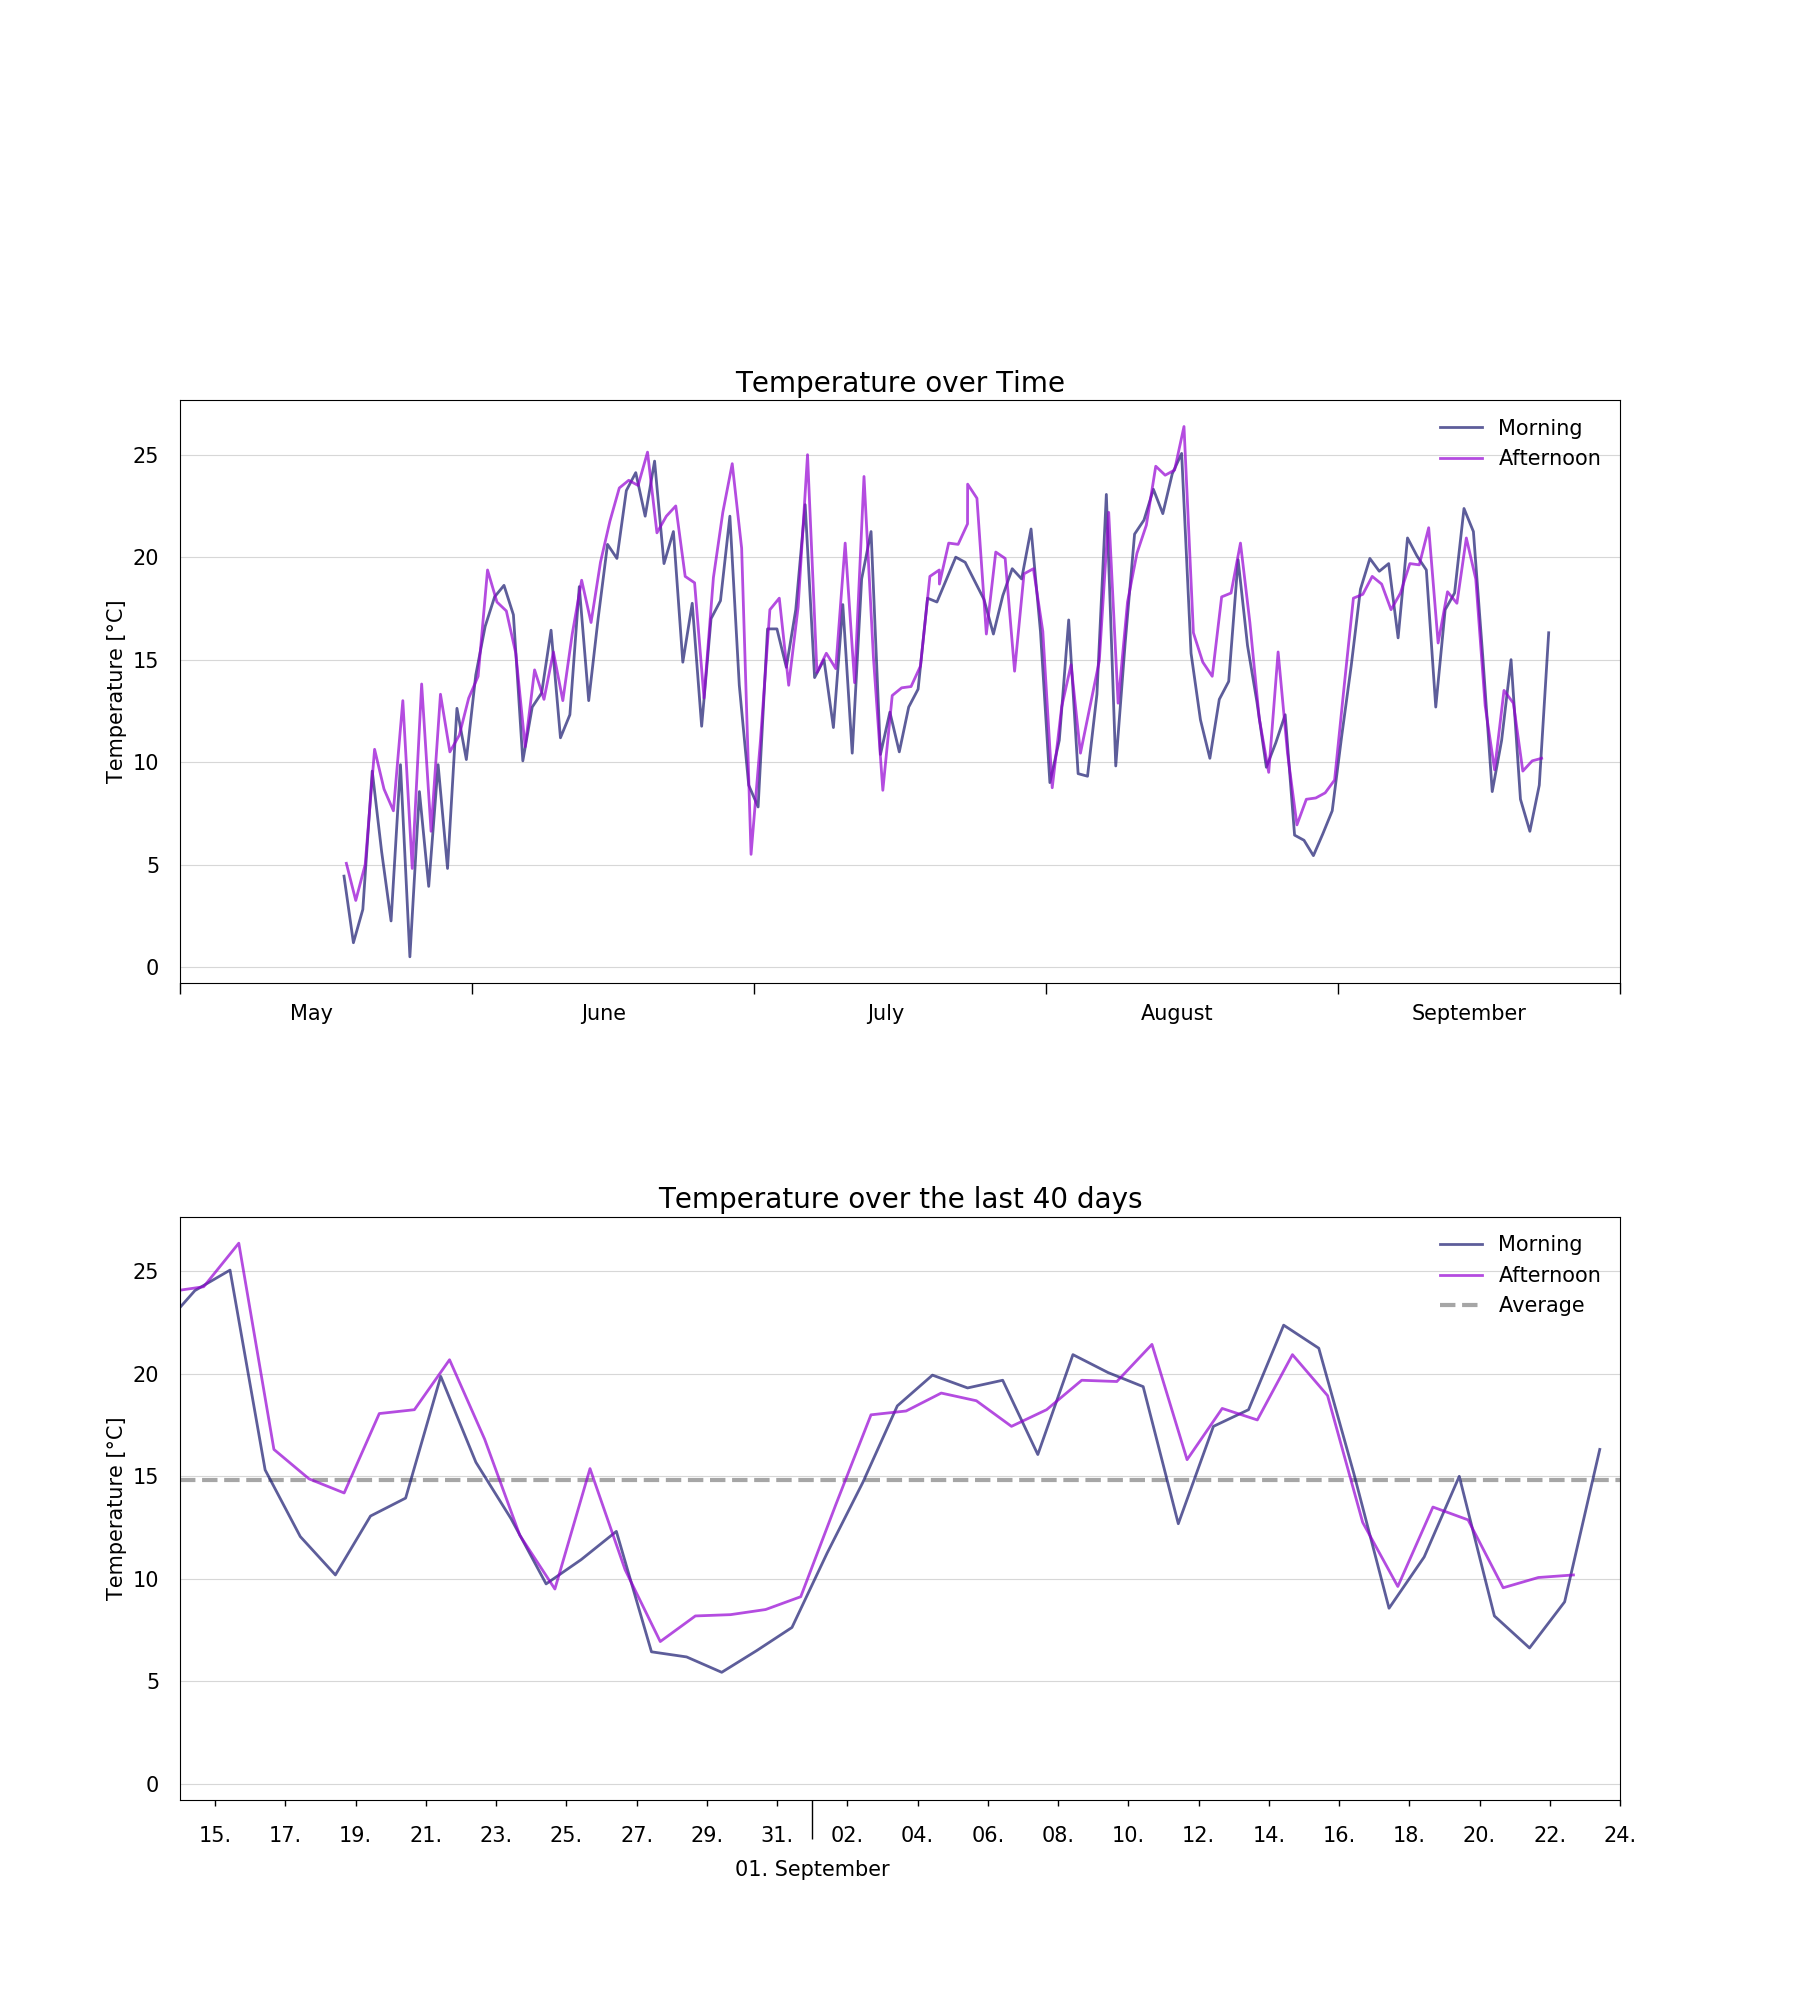 Temperature over Time
Morning
Afternoon
25
20
15
10
5
0
Temperature [°C]
May June July August September
Temperature over the last 40 days
Morning
Afternoon
Average
25
20
15
10
5
0
Temperature [°C]
15. 17. 19. 21. 23. 25. 27. 29. 31. 02. 04. 06. 08. 10. 12. 14. 16. 18. 20. 22. 24.
01. September